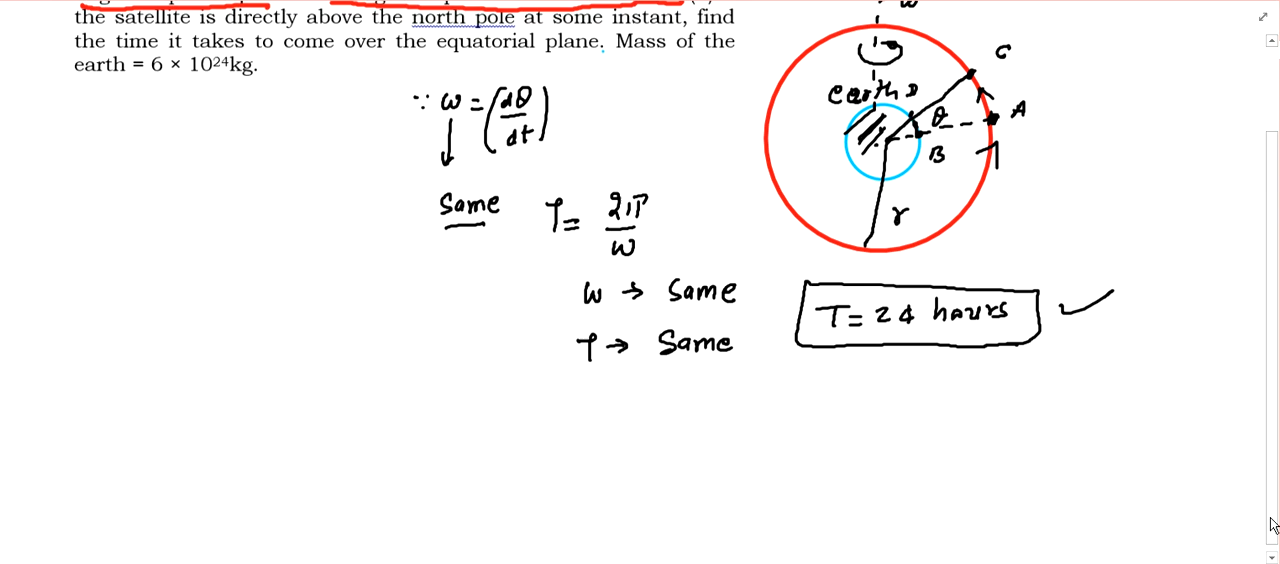 the satellite is directly above the north pole at some instant, find
the time it takes to come over the equatorial plane. Mass of the
earth = 6 × 10²⁴kg.
∵ ω = (dθ/dt)
Same
T = 2π/ω
ω → Same
T → Same
ω
earth
C
D
θ
A
B
r
T = 24 hours ✓